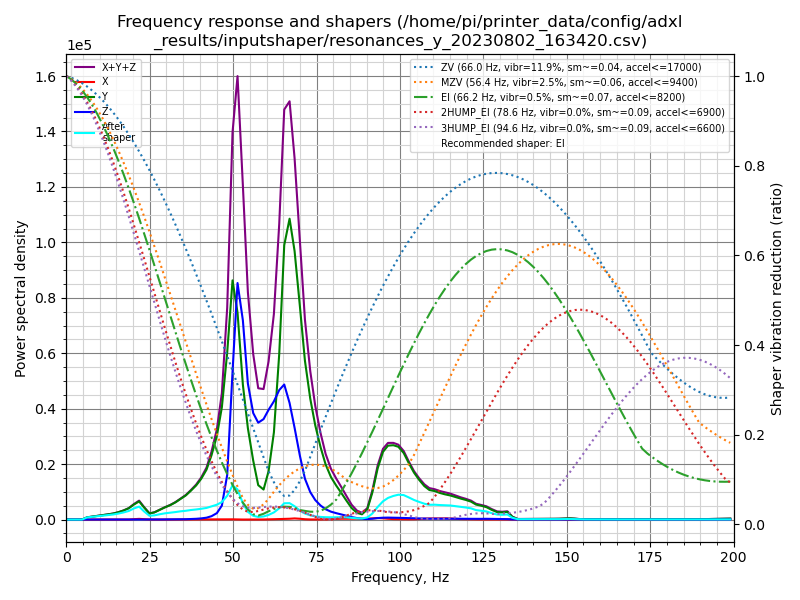 Frequency response and shapers (/home/pi/printer_data/config/adxl
_results/inputshaper/resonances_y_20230802_163420.csv)
1e5
X+Y+Z
X
Y
Z
After
shaper
ZV (66.0 Hz, vibr=11.9%, sm~=0.04, accel<=17000)
MZV (56.4 Hz, vibr=2.5%, sm~=0.06, accel<=9400)
EI (66.2 Hz, vibr=0.5%, sm~=0.07, accel<=8200)
2HUMP_EI (78.6 Hz, vibr=0.0%, sm~=0.09, accel<=6900)
3HUMP_EI (94.6 Hz, vibr=0.0%, sm~=0.09, accel<=6600)
Recommended shaper: EI
Power spectral density
1.6
1.4
1.2
1.0
0.8
0.6
0.4
0.2
0.0
1.0
0.8
0.6
0.4
0.2
0.0
Shaper vibration reduction (ratio)
0 25 50 75 100 125 150 175 200
Frequency, Hz